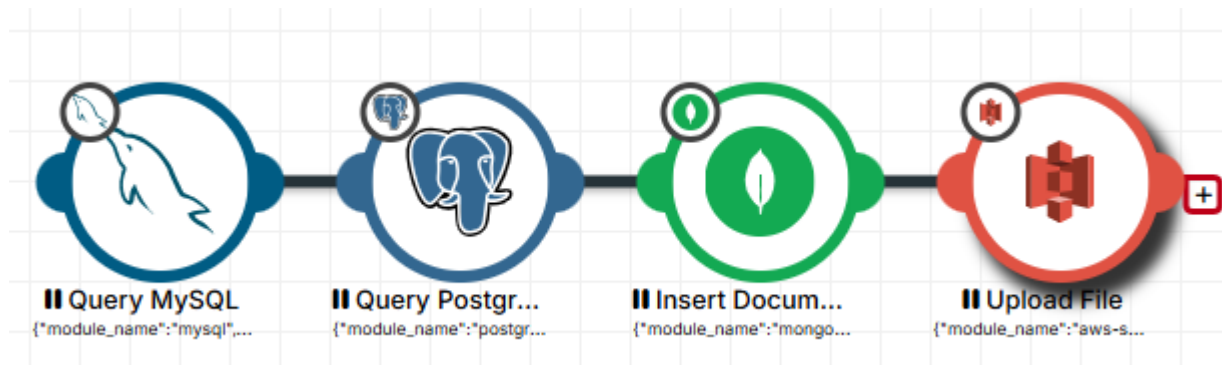 Query MySQL
{"module_name":"mysql",...
Query Postgr...
{"module_name":"postgr...
Insert Docum...
{"module_name":"mongo...
Upload File
{"module_name":"aws-s...
+